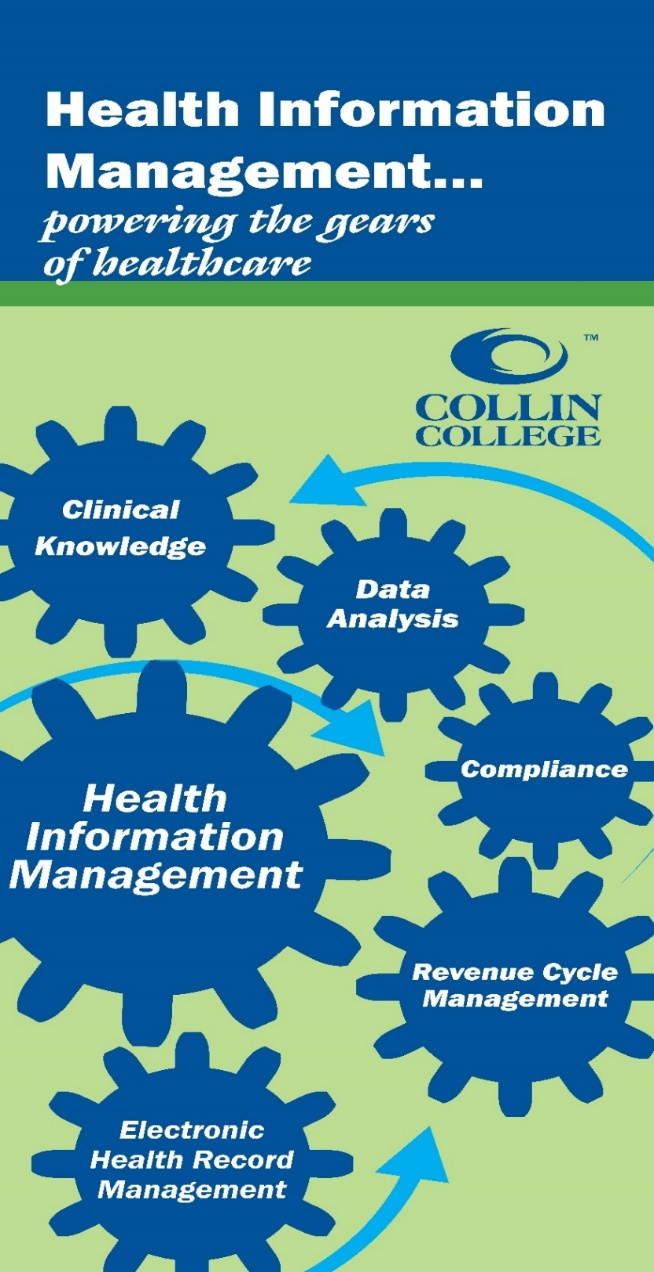 Health Information
Management...
powering the gears
of healthcare
TM
COLLIN
COLLEGE
Clinical
Knowledge
Data
Analysis
Compliance
Health
Information
Management
Revenue Cycle
Management
Electronic
Health Record
Management